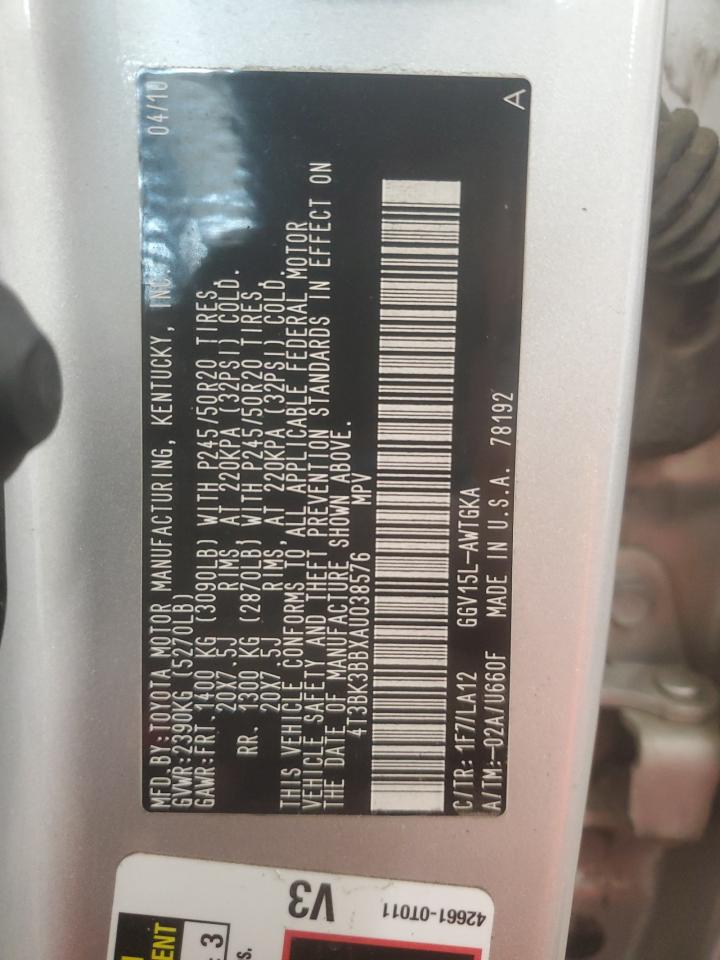 MFD. BY:TOYOTA MOTOR MANUFACTURING, KENTUCKY, INC. 04/10
GVWR:2390KG (5270LB)
GAWR:FRT.1400 KG (3090LB) WITH P245/50R20 TIRES,
20X7.5J RIMS, AT 220KPA (32PSI) COLD.
RR. 1300 KG (2870LB) WITH P245/50R20 TIRES,
20X7.5J RIMS, AT 220KPA (32PSI) COLD.
THIS VEHICLE CONFORMS TO ALL APPLICABLE FEDERAL MOTOR
VEHICLE SAFETY AND THEFT PREVENTION STANDARDS IN EFFECT ON
THE DATE OF MANUFACTURE SHOWN ABOVE.
4T3BK3BBXAU038576 MPV
C/TR: 1F7/LA12 GGV15L-AWTGKA
A/TM:-02A/U660F MADE IN U.S.A. 78192 A
V3
42661-0T011
3